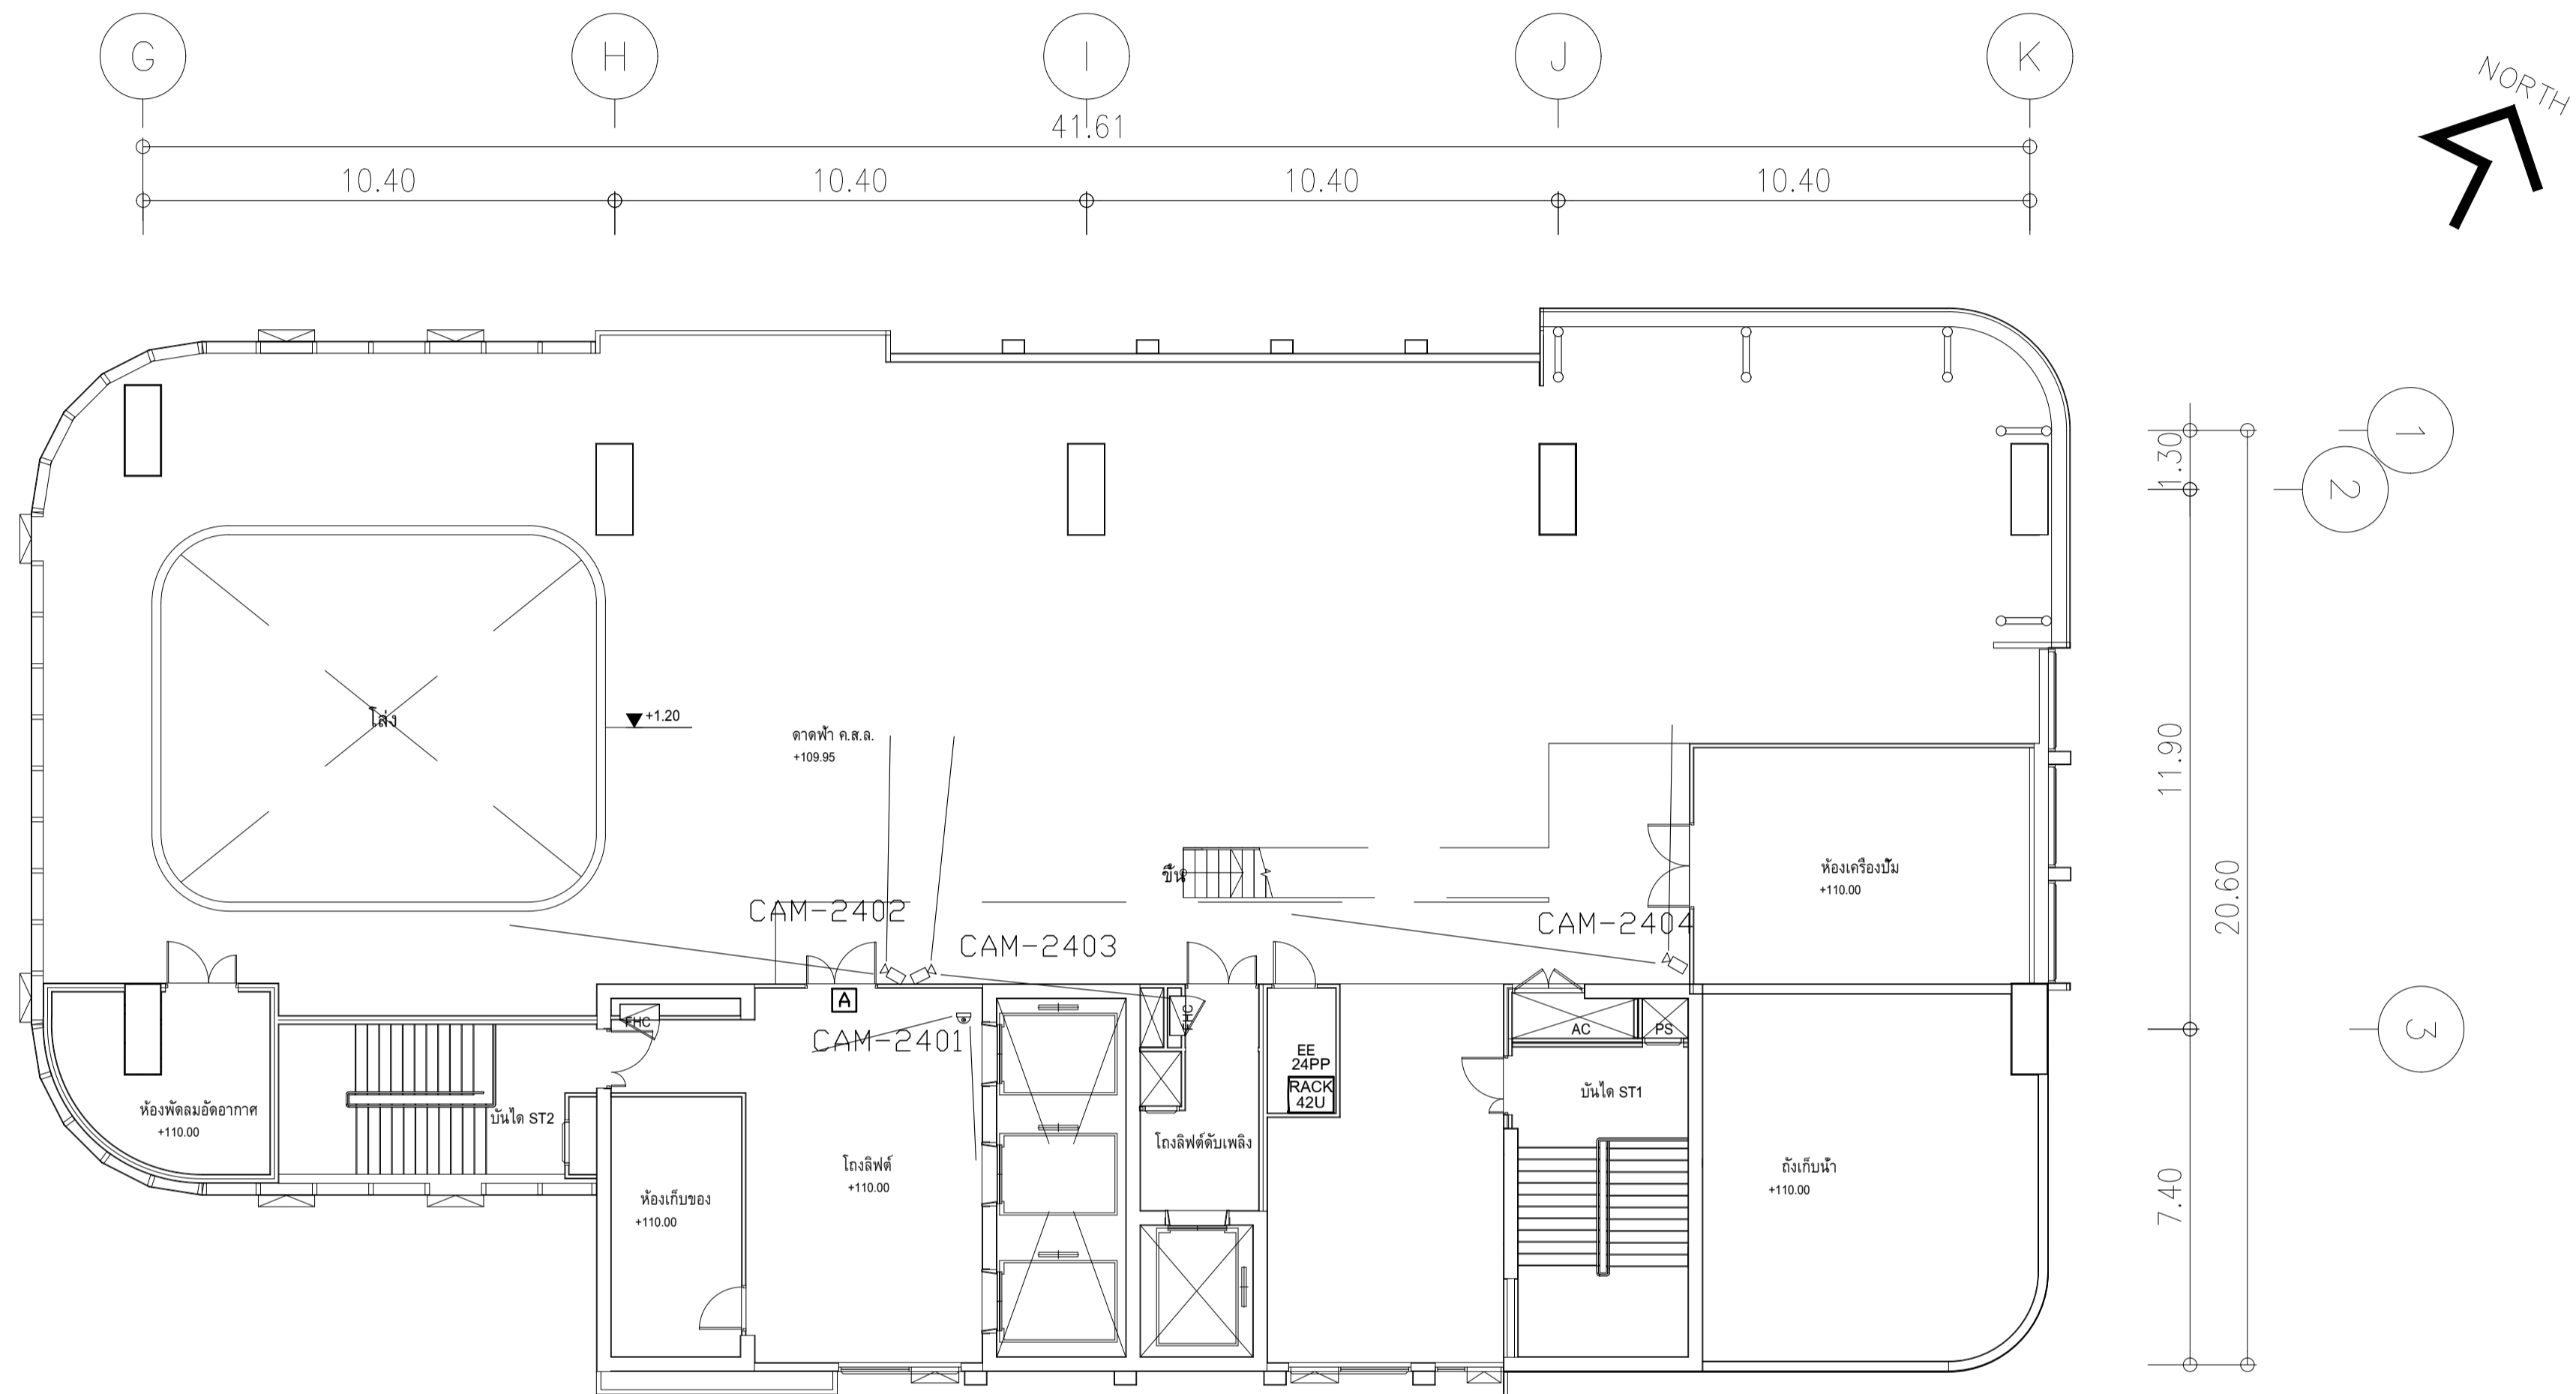 G H I J K
NORTH
41.61
10.40 10.40 10.40 10.40
1
1.30
2
โล่ง
+1.20
ดาดฟ้า ค.ส.ล.
+109.95
11.90
ขึ้น
ห้องเครื่องปั๊ม
+110.00
20.60
CAM-2402
CAM-2403
CAM-2404
A
FHC
FHC
CAM-2401
AC
PS
3
EE
24PP
RACK
42U
ห้องพัดลมอัดอากาศ
+110.00
บันได ST2
บันได ST1
โถงลิฟต์ดับเพลิง
โถงลิฟต์
+110.00
ถังเก็บน้ำ
+110.00
ห้องเก็บของ
+110.00
7.40